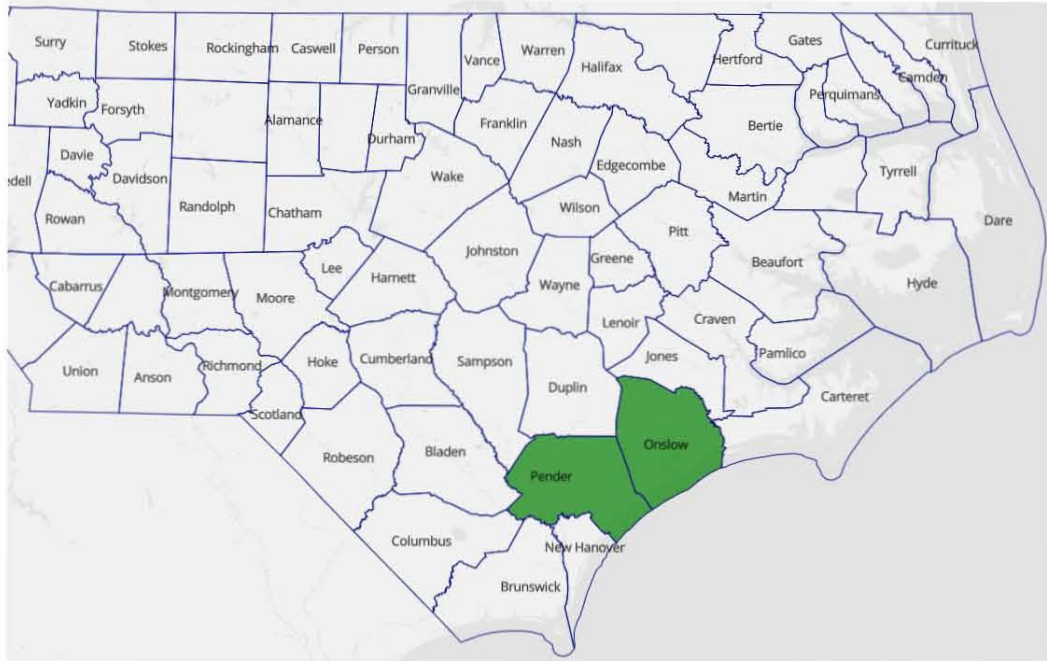 Surry
Stokes
Rockingham
Caswell
Person
Vance
Warren
Halifax
Hertford
Gates
Currituck
Camden
Perquimans
Yadkin
Forsyth
Alamance
Granville
Durham
Franklin
Nash
Edgecombe
Bertie
Davie
edell
Davidson
Wake
Wilson
Martin
Tyrrell
Rowan
Randolph
Chatham
Johnston
Pitt
Dare
Lee
Harnett
Greene
Beaufort
Cabarrus
Montgomery
Moore
Wayne
Hyde
Lenoir
Craven
Union
Anson
Richmond
Hoke
Cumberland
Sampson
Duplin
Jones
Pamlico
Carteret
Scotland
Robeson
Bladen
Onslow
Pender
Columbus
New Hanover
Brunswick